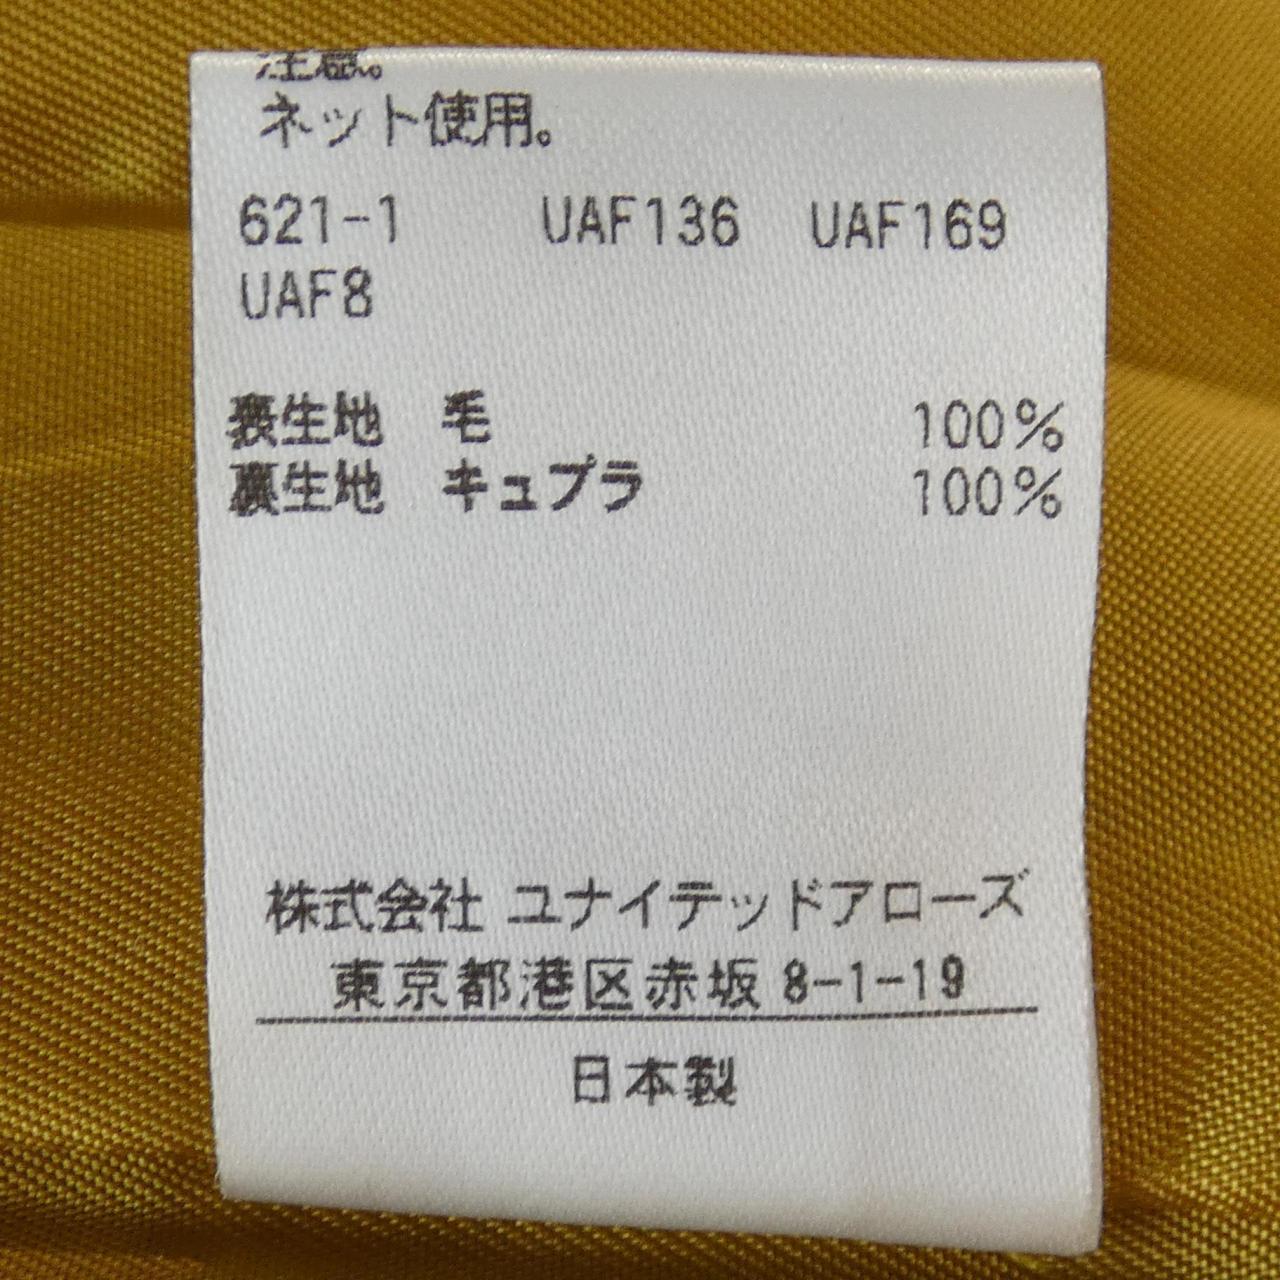 注意。
ネット使用。
621-1 UAF136 UAF169
UAF8
表生地 毛 100%
裏生地 キュプラ 100%
株式会社 ユナイテッドアローズ
東京都港区赤坂 8-1-19
日本製